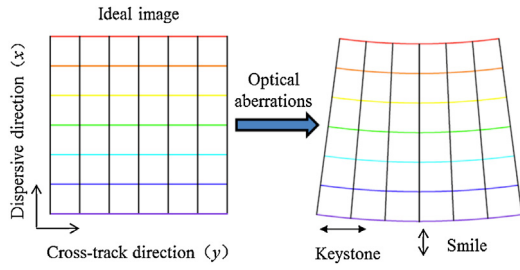 Ideal image
Dispersive direction (x)
Cross-track direction (y)
Optical
aberrations
Keystone
Smile